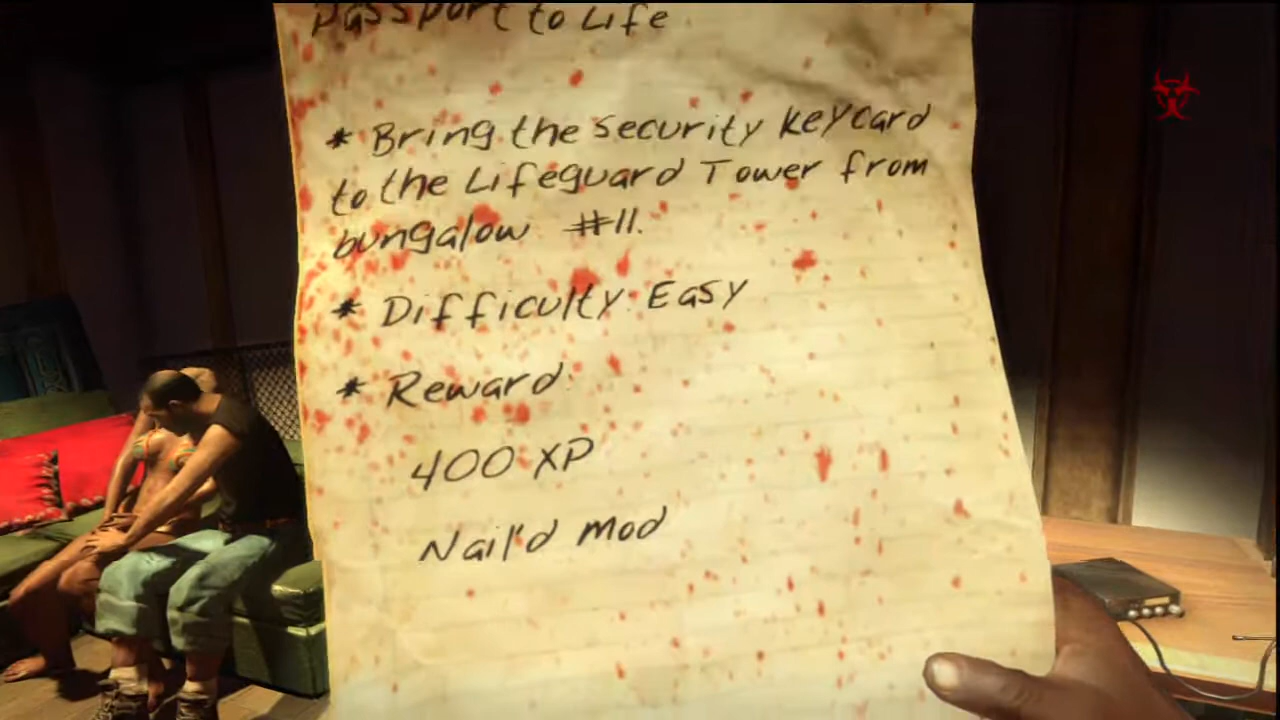 Passport to Life
* Bring the security keycard
to the Lifeguard Tower from
bungalow #11.
* Difficulty: Easy
* Reward:
400 XP
Nail'd mod